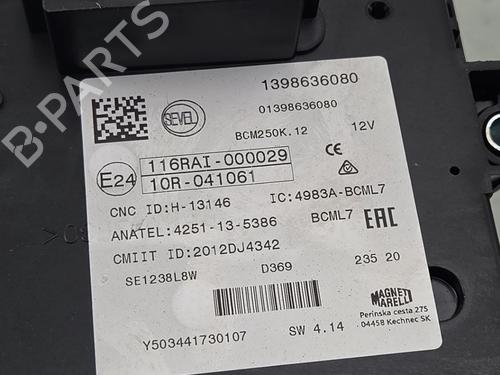 B-PARTS
1398636080
SEVEL
01398636080
BCM250K.12
12V
E24
116RAI-000029
10R-041061
CNC ID:H-13146
IC:4983A-BCML7
ANATEL:4251-13-5386
BCML7
EAC
CMIIT ID:2012DJ4342
SE1238L8W
D369
235 20
MAGNETI
MARELLI
Perinska cesta 275
04458 Kechnec SK
Y503441730107
SW 4.14